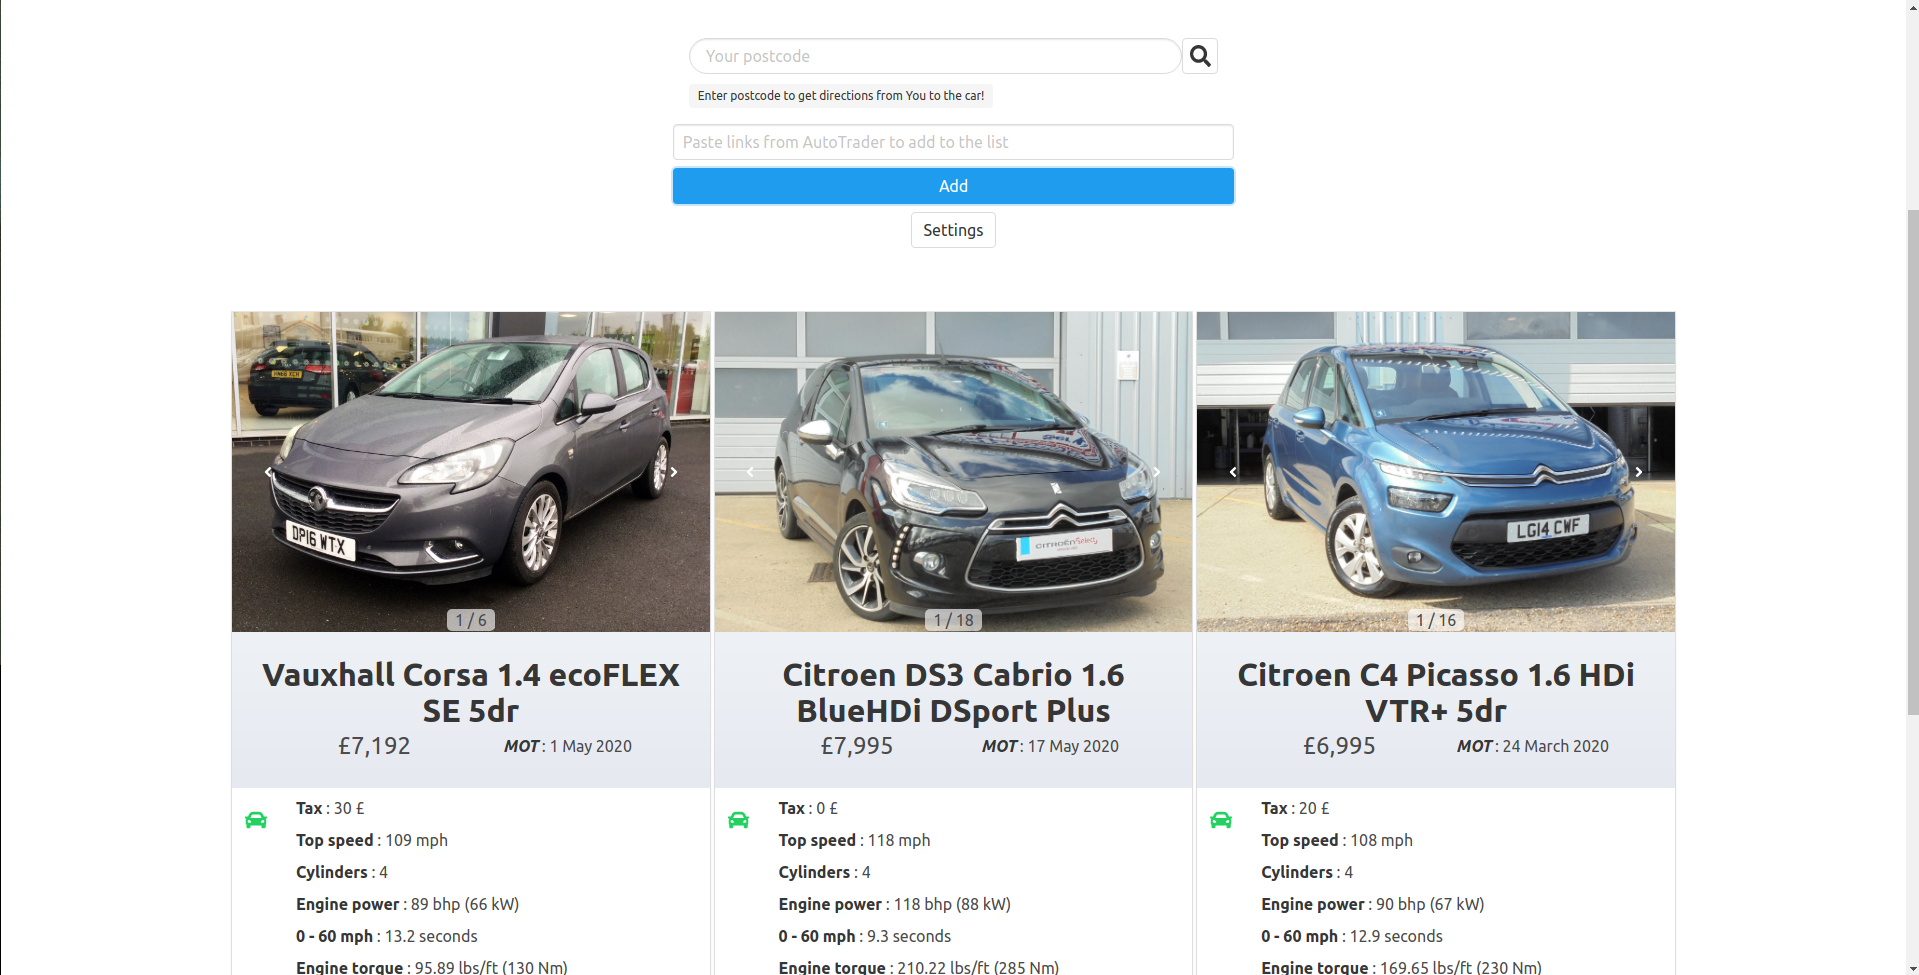 Your postcode
Enter postcode to get directions from You to the car!
Paste links from AutoTrader to add to the list
Add
Settings
DP16 WTX
1 / 6
CITROËN select
1 / 18
LG14 CWF
1 / 16
Vauxhall Corsa 1.4 ecoFLEX
SE 5dr
£7,192 MOT : 1 May 2020
Tax : 30 £
Top speed : 109 mph
Cylinders : 4
Engine power : 89 bhp (66 kW)
0 - 60 mph : 13.2 seconds
Engine torque : 95.89 lbs/ft (130 Nm)
Citroen DS3 Cabrio 1.6
BlueHDi DSport Plus
£7,995 MOT : 17 May 2020
Tax : 0 £
Top speed : 118 mph
Cylinders : 4
Engine power : 118 bhp (88 kW)
0 - 60 mph : 9.3 seconds
Engine torque : 210.22 lbs/ft (285 Nm)
Citroen C4 Picasso 1.6 HDi
VTR+ 5dr
£6,995 MOT : 24 March 2020
Tax : 20 £
Top speed : 108 mph
Cylinders : 4
Engine power : 90 bhp (67 kW)
0 - 60 mph : 12.9 seconds
Engine torque : 169.65 lbs/ft (230 Nm)